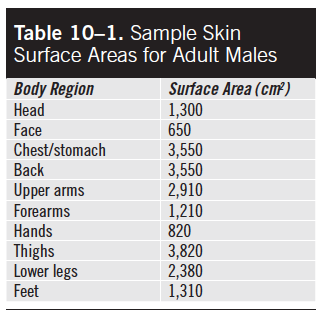 Table 10–1. Sample Skin
Surface Areas for Adult Males
Body Region Surface Area (cm²)
Head 1,300
Face 650
Chest/stomach 3,550
Back 3,550
Upper arms 2,910
Forearms 1,210
Hands 820
Thighs 3,820
Lower legs 2,380
Feet 1,310